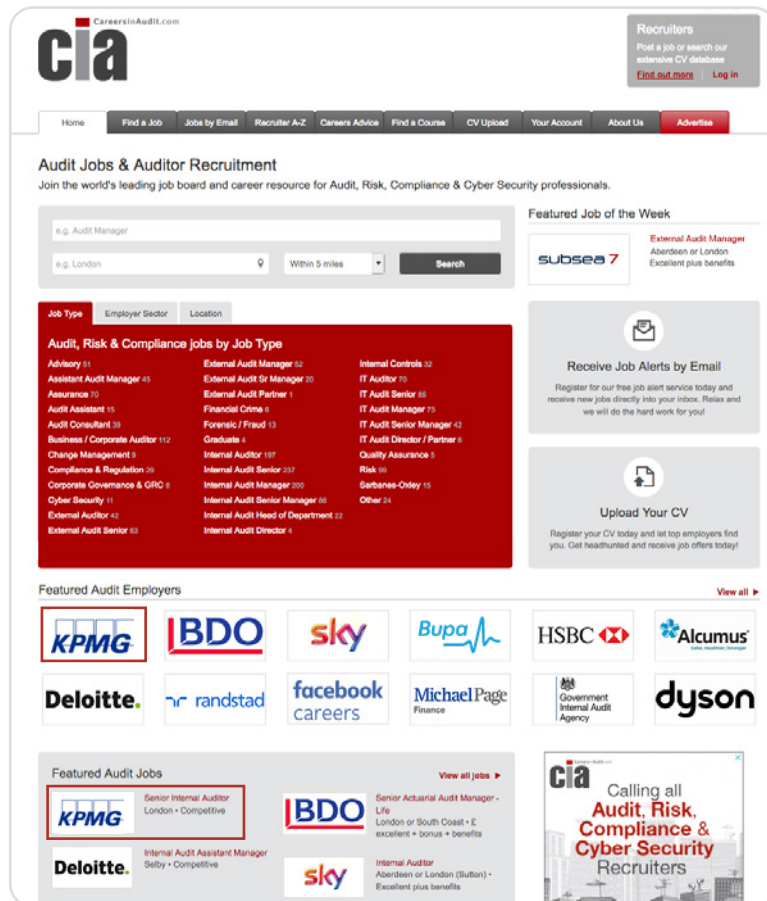 CareersinAudit.com
cia
Recruiters
Post a job or search our
extensive CV database
Find out more | Log in
Home Find a Job Jobs by Email Recruiter A-Z Careers Advice Find a Course CV Upload Your Account About Us Advertise
Audit Jobs & Auditor Recruitment
Join the world's leading job board and career resource for Audit, Risk, Compliance & Cyber Security professionals.
e.g. Audit Manager
e.g. London Within 5 miles Search
Featured Job of the Week
subsea 7
External Audit Manager
Aberdeen or London
Excellent plus benefits
Job Type Employer Sector Location
Audit, Risk & Compliance jobs by Job Type
Advisory 51
Assistant Audit Manager 45
Assurance 70
Audit Assistant 15
Audit Consultant 39
Business / Corporate Auditor 112
Change Management 9
Compliance & Regulation 29
Corporate Governance & GRC 8
Cyber Security 11
External Auditor 42
External Audit Senior 63
External Audit Manager 52
External Audit Sr Manager 20
External Audit Partner 1
Financial Crime 6
Forensic / Fraud 13
Graduate 4
Internal Auditor 197
Internal Audit Senior 237
Internal Audit Manager 200
Internal Audit Senior Manager 86
Internal Audit Head of Department 22
Internal Audit Director 4
Internal Controls 32
IT Auditor 70
IT Audit Senior 85
IT Audit Manager 73
IT Audit Senior Manager 42
IT Audit Director / Partner 6
Quality Assurance 5
Risk 99
Sarbanes-Oxley 15
Other 24
Receive Job Alerts by Email
Register for our free job alert service today and
receive new jobs directly into your inbox. Relax and
we will do the hard work for you!
Upload Your CV
Register your CV today and let top employers find
you. Get headhunted and receive job offers today!
Featured Audit Employers View all
KPMG BDO sky Bupa HSBC Alcumus
Safer, Healthier, Stronger
Deloitte. randstad facebook careers Michael Page Finance Government Internal Audit Agency dyson
Featured Audit Jobs View all jobs
KPMG
Senior Internal Auditor
London • Competitive
BDO
Senior Actuarial Audit Manager -
Life
London or South Coast • £
excellent + bonus + benefits
Deloitte.
Internal Audit Assistant Manager
Selby • Competitive
sky
Internal Auditor
Aberdeen or London (Sutton) •
Excellent plus benefits
CareersinAudit.com
cia
Calling all
Audit, Risk,
Compliance &
Cyber Security
Recruiters